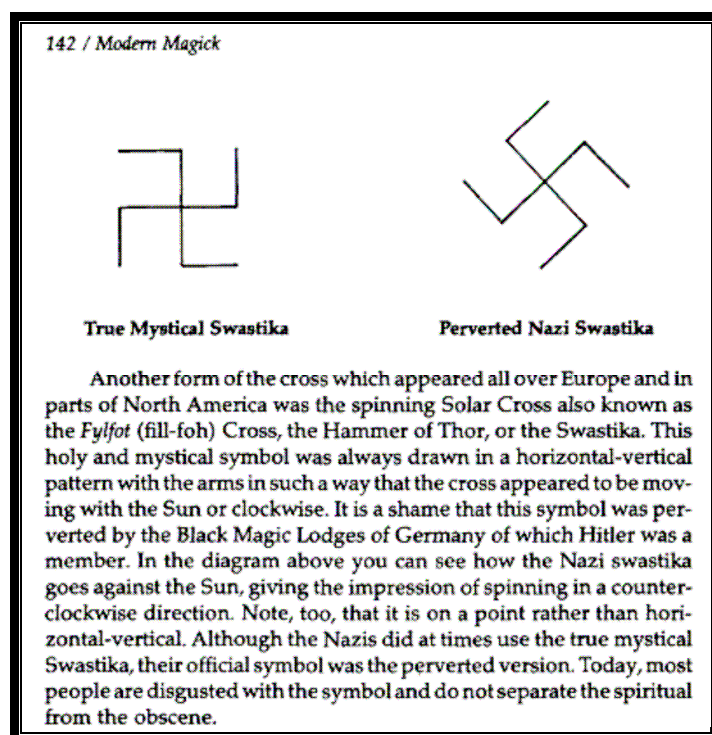 142 / Modern Magick
True Mystical Swastika
Perverted Nazi Swastika
Another form of the cross which appeared all over Europe and in
parts of North America was the spinning Solar Cross also known as
the Fylfot (fill-foh) Cross, the Hammer of Thor, or the Swastika. This
holy and mystical symbol was always drawn in a horizontal-vertical
pattern with the arms in such a way that the cross appeared to be mov-
ing with the Sun or clockwise. It is a shame that this symbol was per-
verted by the Black Magic Lodges of Germany of which Hitler was a
member. In the diagram above you can see how the Nazi swastika
goes against the Sun, giving the impression of spinning in a counter-
clockwise direction. Note, too, that it is on a point rather than hori-
zontal-vertical. Although the Nazis did at times use the true mystical
Swastika, their official symbol was the perverted version. Today, most
people are disgusted with the symbol and do not separate the spiritual
from the obscene.